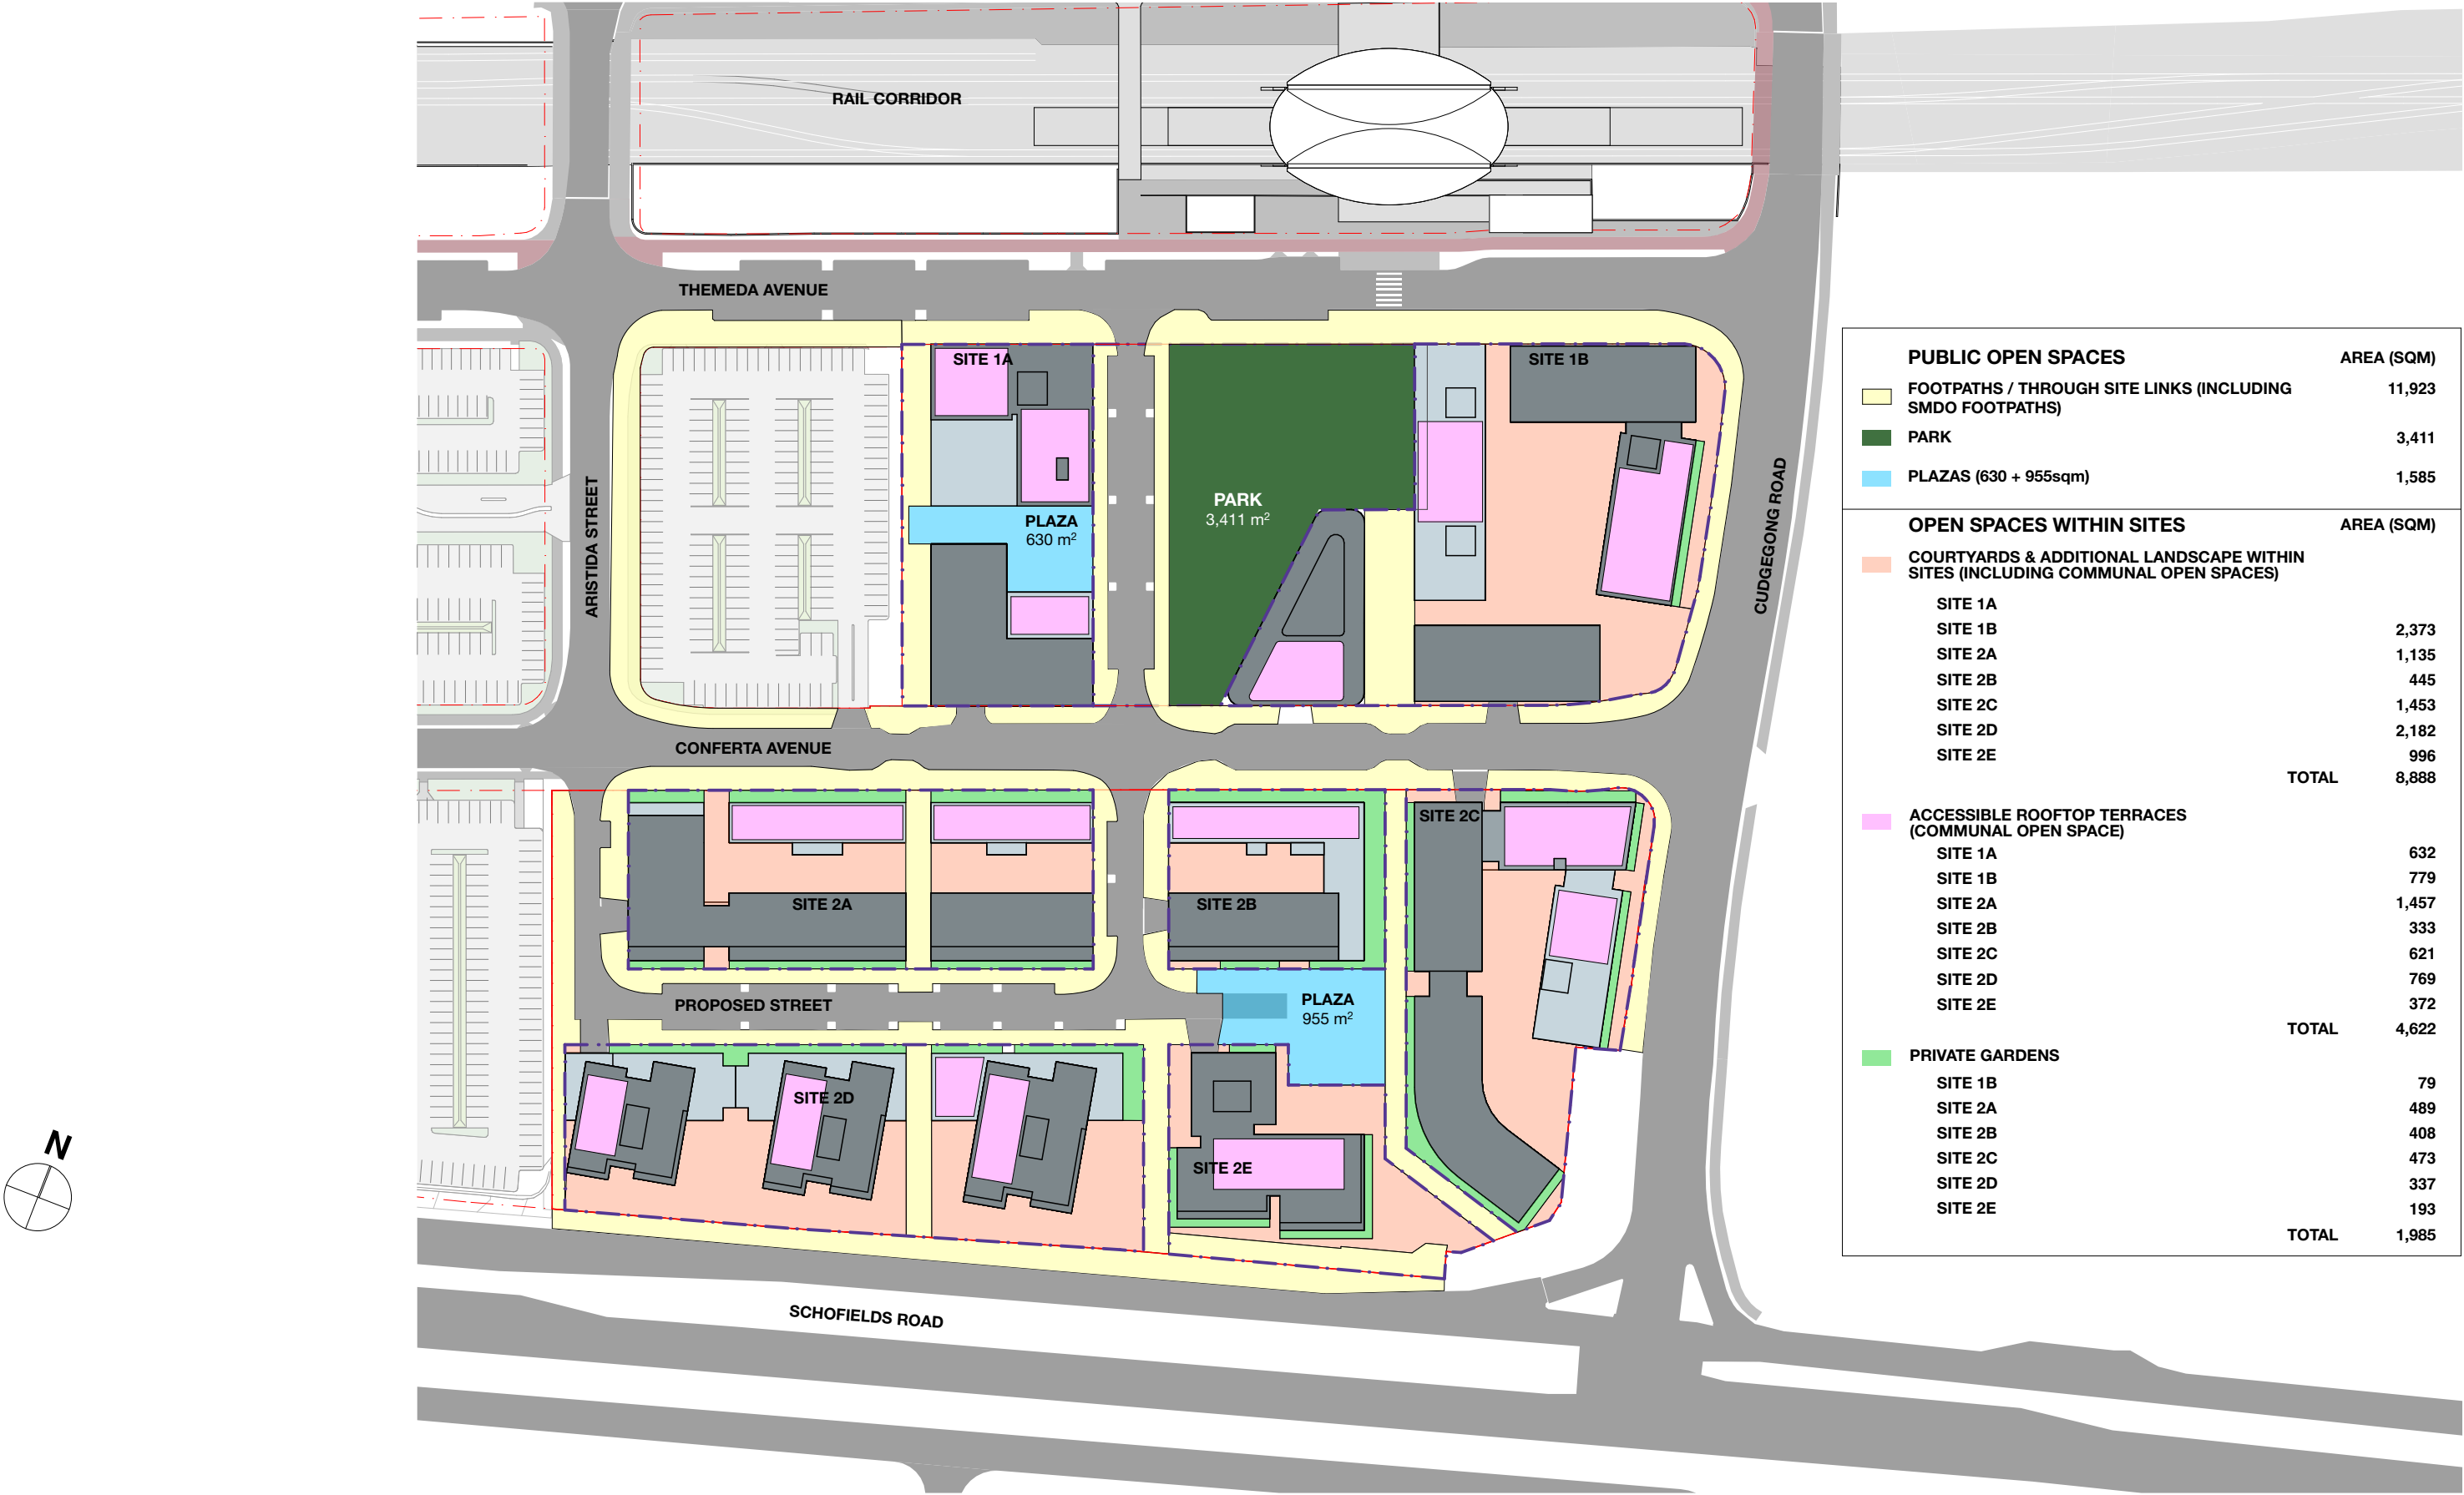 RAIL CORRIDOR
THEMEDA AVENUE
SITE 1A
SITE 1B
ARISTIDA STREET
PLAZA
630 m²
PARK
3,411 m²
CUDGEGONG ROAD
CONFERTA AVENUE
SITE 2A
SITE 2B
SITE 2C
PROPOSED STREET
PLAZA
955 m²
SITE 2D
SITE 2E
SCHOFIELDS ROAD
N
PUBLIC OPEN SPACES AREA (SQM)
FOOTPATHS / THROUGH SITE LINKS (INCLUDING 11,923
SMDO FOOTPATHS)
PARK 3,411
PLAZAS (630 + 955sqm) 1,585
OPEN SPACES WITHIN SITES AREA (SQM)
COURTYARDS & ADDITIONAL LANDSCAPE WITHIN
SITES (INCLUDING COMMUNAL OPEN SPACES)
SITE 1A
SITE 1B 2,373
SITE 2A 1,135
SITE 2B 445
SITE 2C 1,453
SITE 2D 2,182
SITE 2E 996
TOTAL 8,888
ACCESSIBLE ROOFTOP TERRACES
(COMMUNAL OPEN SPACE)
SITE 1A 632
SITE 1B 779
SITE 2A 1,457
SITE 2B 333
SITE 2C 621
SITE 2D 769
SITE 2E 372
TOTAL 4,622
PRIVATE GARDENS
SITE 1B 79
SITE 2A 489
SITE 2B 408
SITE 2C 473
SITE 2D 337
SITE 2E 193
TOTAL 1,985